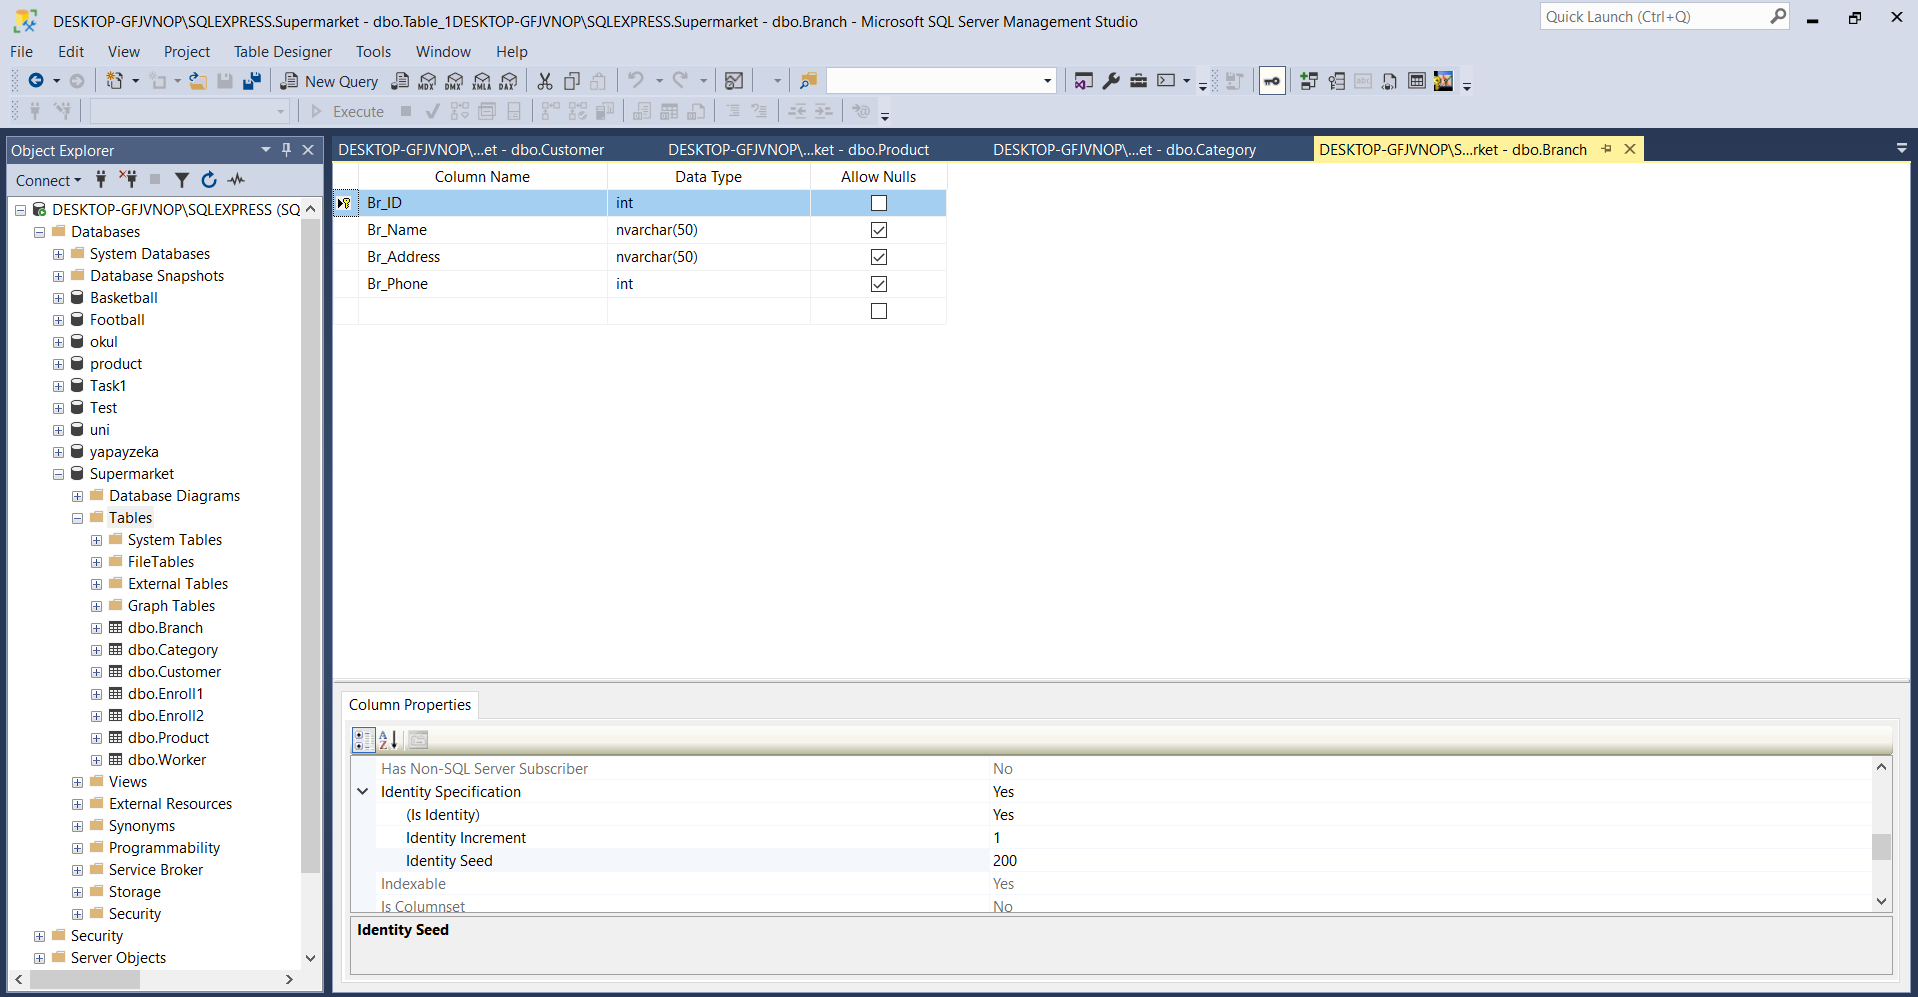 DESKTOP-GFJVNOP\SQLEXPRESS.Supermarket - dbo.Table_1DESKTOP-GFJVNOP\SQLEXPRESS.Supermarket - dbo.Branch - Microsoft SQL Server Management Studio
Quick Launch (Ctrl+Q)
File Edit View Project Table Designer Tools Window Help
New Query MDX DMX XMLA DAX
Execute
Object Explorer
Connect
DESKTOP-GFJVNOP\SQLEXPRESS (SQ
Databases
System Databases
Database Snapshots
Basketball
Football
okul
product
Task1
Test
uni
yapayzeka
Supermarket
Database Diagrams
Tables
System Tables
FileTables
External Tables
Graph Tables
dbo.Branch
dbo.Category
dbo.Customer
dbo.Enroll1
dbo.Enroll2
dbo.Product
dbo.Worker
Views
External Resources
Synonyms
Programmability
Service Broker
Storage
Security
Security
Server Objects
DESKTOP-GFJVNOP\...et - dbo.Customer DESKTOP-GFJVNOP\...ket - dbo.Product DESKTOP-GFJVNOP\...et - dbo.Category DESKTOP-GFJVNOP\S...rket - dbo.Branch
Column Name Data Type Allow Nulls
Br_ID int
Br_Name nvarchar(50)
Br_Address nvarchar(50)
Br_Phone int
Column Properties
Has Non-SQL Server Subscriber No
Identity Specification Yes
(Is Identity) Yes
Identity Increment 1
Identity Seed 200
Indexable Yes
Is Columnset No
Identity Seed